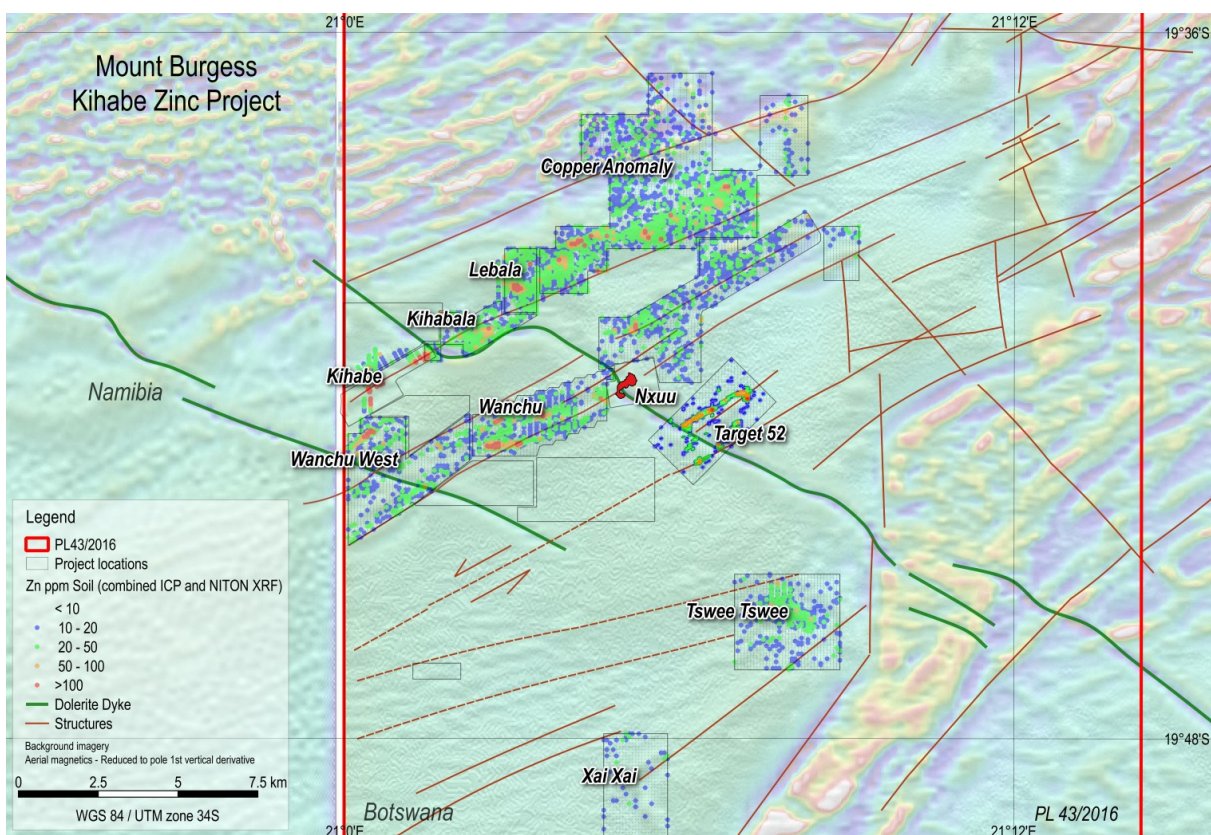 21°0'E
21°12'E
19°36'S
Mount Burgess
Kihabe Zinc Project
Copper Anomaly
Lebala
Kihabala
Kihabe
Namibia
Nxuu
Wanchu
Target 52
Wanchu West
Legend
PL43/2016
Project locations
Zn ppm Soil (combined ICP and NITON XRF)
< 10
10 - 20
20 - 50
50 - 100
>100
Dolerite Dyke
Structures
Background imagery
Aerial magnetics - Reduced to pole 1st vertical derivative
0 2.5 5 7.5 km
WGS 84 / UTM zone 34S
Tswee Tswee
19°48'S
Xai Xai
Botswana
PL 43/2016
21°0'E
21°12'E